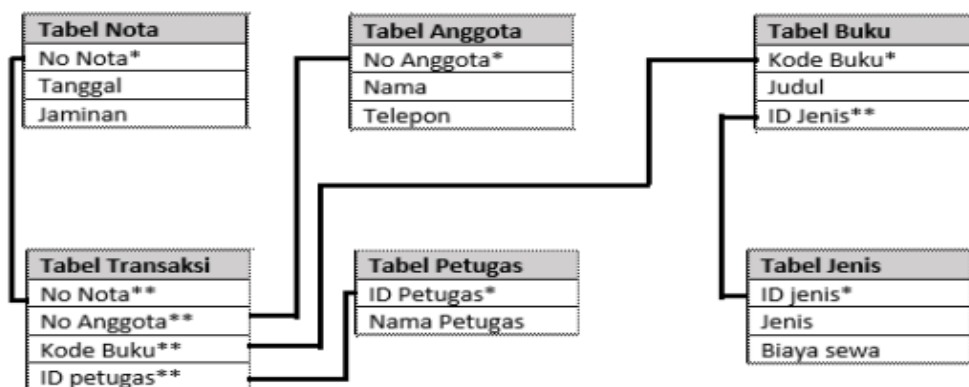 Tabel Nota
No Nota*
Tanggal
Jaminan
Tabel Anggota
No Anggota*
Nama
Telepon
Tabel Buku
Kode Buku*
Judul
ID Jenis**
Tabel Transaksi
No Nota**
No Anggota**
Kode Buku**
ID petugas**
Tabel Petugas
ID Petugas*
Nama Petugas
Tabel Jenis
ID jenis*
Jenis
Biaya sewa